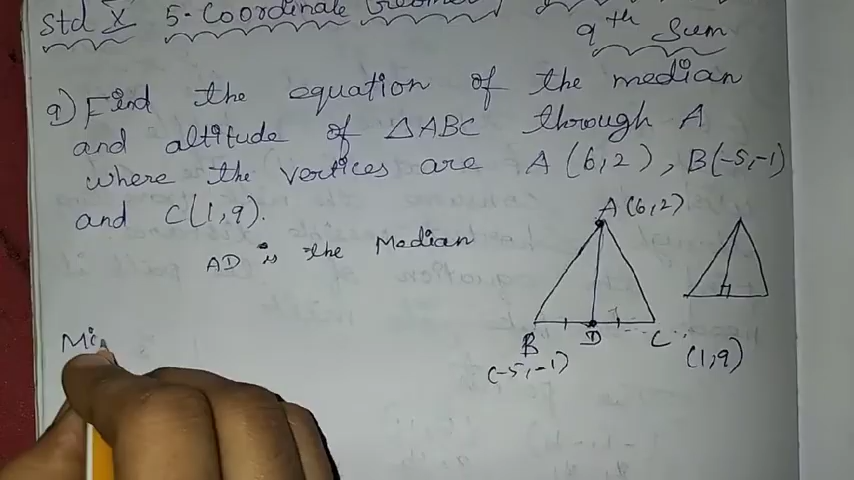 Std X 5-Coordinate Geometry
9th Sum
9) Find the equation of the median
and altitude of △ABC through A
where the vertices are A (6,2), B(-5,-1)
and C(1,9).
AD is the Median
A (6,2)
B D C
(-5,-1) (1,9)
Mi